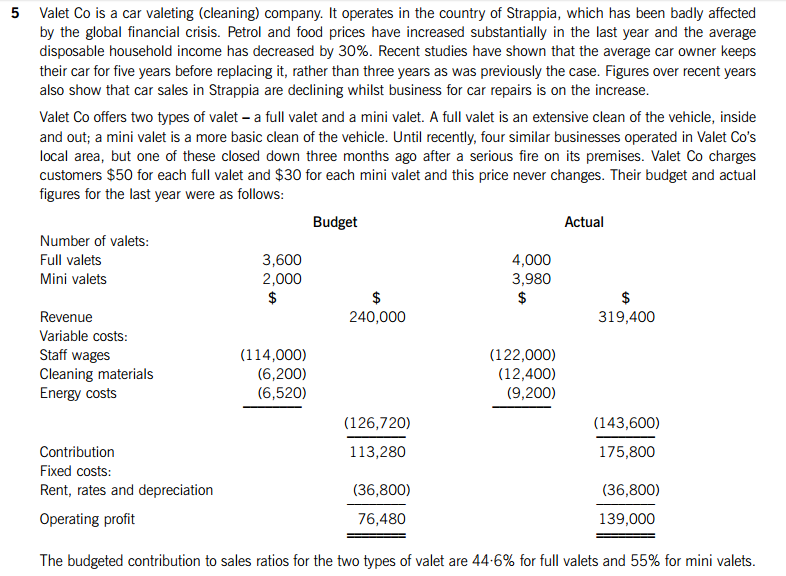 5 Valet Co is a car valeting (cleaning) company. It operates in the country of Strappia, which has been badly affected
by the global financial crisis. Petrol and food prices have increased substantially in the last year and the average
disposable household income has decreased by 30%. Recent studies have shown that the average car owner keeps
their car for five years before replacing it, rather than three years as was previously the case. Figures over recent years
also show that car sales in Strappia are declining whilst business for car repairs is on the increase.
Valet Co offers two types of valet – a full valet and a mini valet. A full valet is an extensive clean of the vehicle, inside
and out; a mini valet is a more basic clean of the vehicle. Until recently, four similar businesses operated in Valet Co's
local area, but one of these closed down three months ago after a serious fire on its premises. Valet Co charges
customers $50 for each full valet and $30 for each mini valet and this price never changes. Their budget and actual
figures for the last year were as follows:
Budget Actual
Number of valets:
Full valets 3,600 4,000
Mini valets 2,000 3,980
$ $ $ $
Revenue 240,000 319,400
Variable costs:
Staff wages (114,000) (122,000)
Cleaning materials (6,200) (12,400)
Energy costs (6,520) (9,200)
(126,720) (143,600)
Contribution 113,280 175,800
Fixed costs:
Rent, rates and depreciation (36,800) (36,800)
Operating profit 76,480 139,000
The budgeted contribution to sales ratios for the two types of valet are 44·6% for full valets and 55% for mini valets.